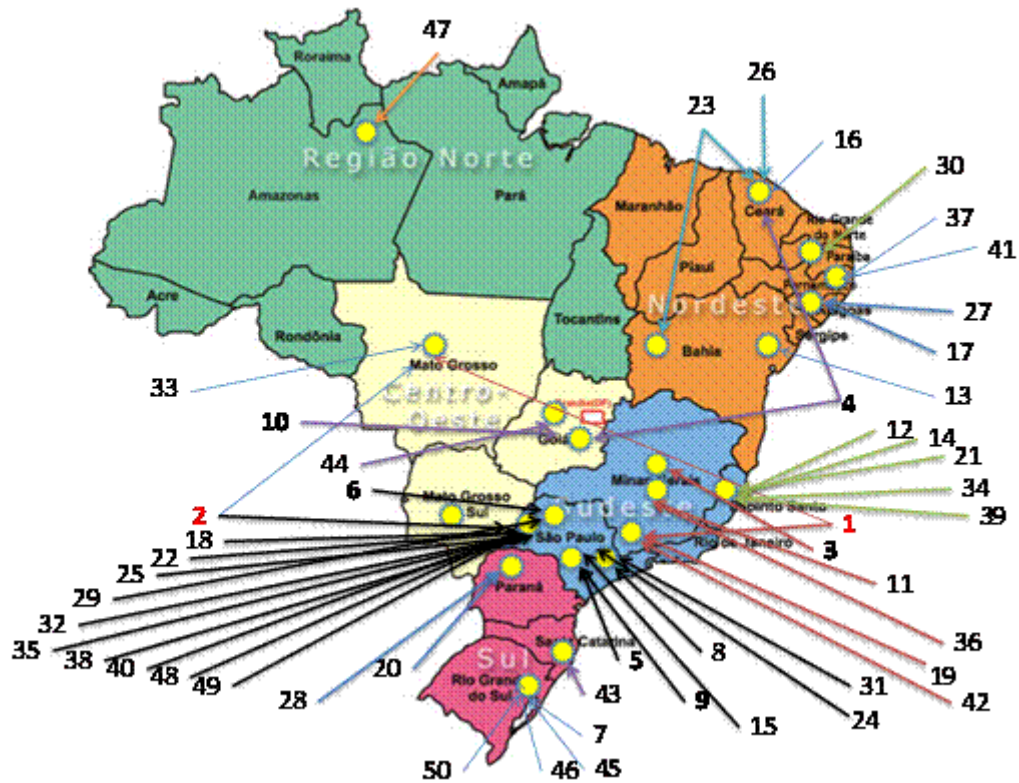 47
Roraima
Amapá
26
23
16
30
Região Norte
Amazonas
Pará
Maranhão
Ceará
Rio Grande
do Norte
37
Paraíba
41
Piauí
Pernambuco
Acre
Nordeste
Alagoas
27
Rondônia
Tocantins
Bahia
Sergipe
17
33
Mato Grosso
13
Centro-
Oeste
4
10
Goiás
12
14
44
21
6
Minas Gerais
34
Mato Grosso
Sul
Espírito Santo
39
2
Sudeste
1
18
São Paulo
Rio de Janeiro
3
22
25
11
29
Paraná
32
36
35
38
40
48
49
20
Santa Catarina
5
8
19
Sul
Rio Grande
do Sul
31
28
43
9
42
24
15
7
50
46
45